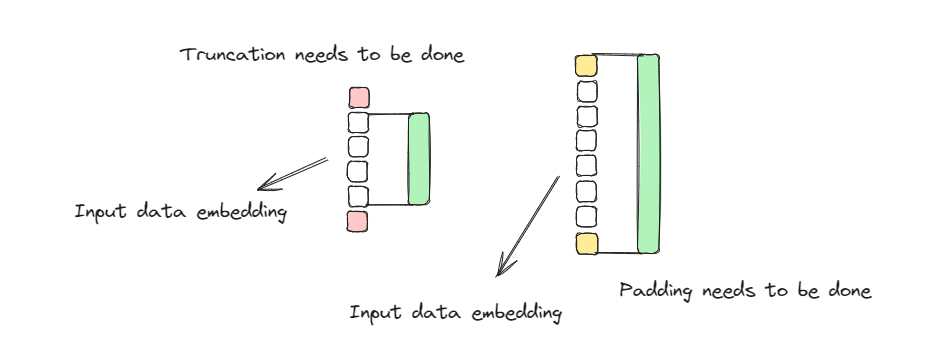 Truncation needs to be done
Input data embedding
Padding needs to be done
Input data embedding